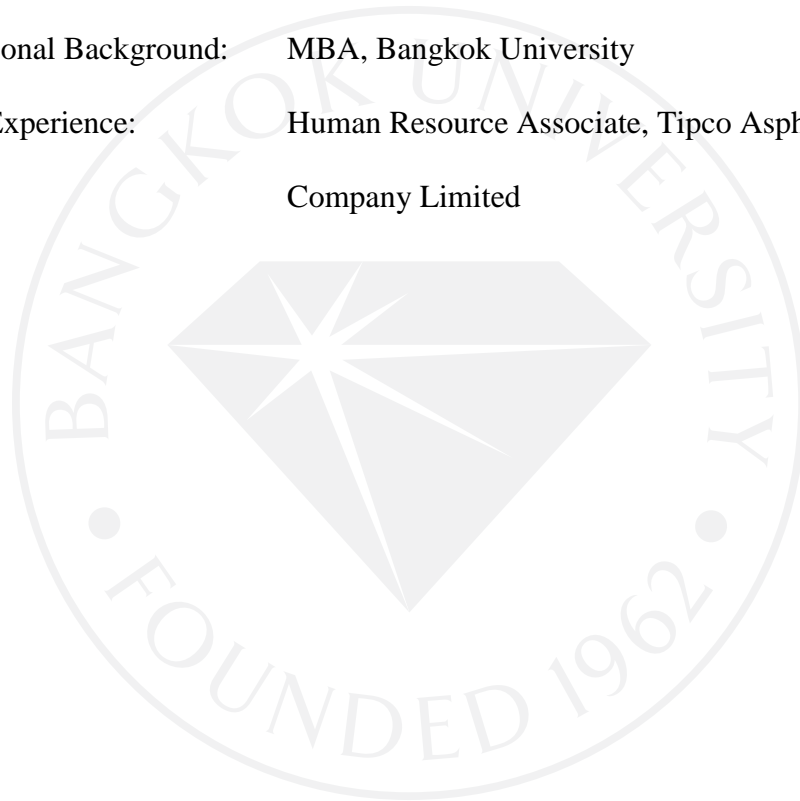 onal Background: MBA, Bangkok University
Experience: Human Resource Associate, Tipco Asph
Company Limited
BANGKOK UNIVERSITY
FOUNDED 1962